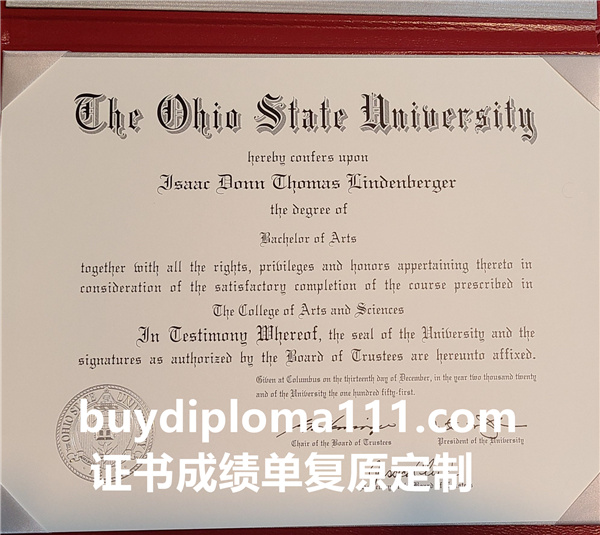 The Ohio State University
hereby confers upon
Isaac Donn Thomas Lindenberger
the degree of
Bachelor of Arts
together with all the rights, privileges and honors appertaining thereto in
consideration of the satisfactory completion of the course prescribed in
The College of Arts and Sciences
In Testimony Whereof, the seal of the University and the
signatures as authorized by the Board of Trustees are hereunto affixed.
Given at Columbus on the thirteenth day of December, in the year two thousand twenty
and of the University the one hundred fifty-first.
buydiploma111.com
Chair of the Board of Trustees
President of the University
证书成绩单复原定制